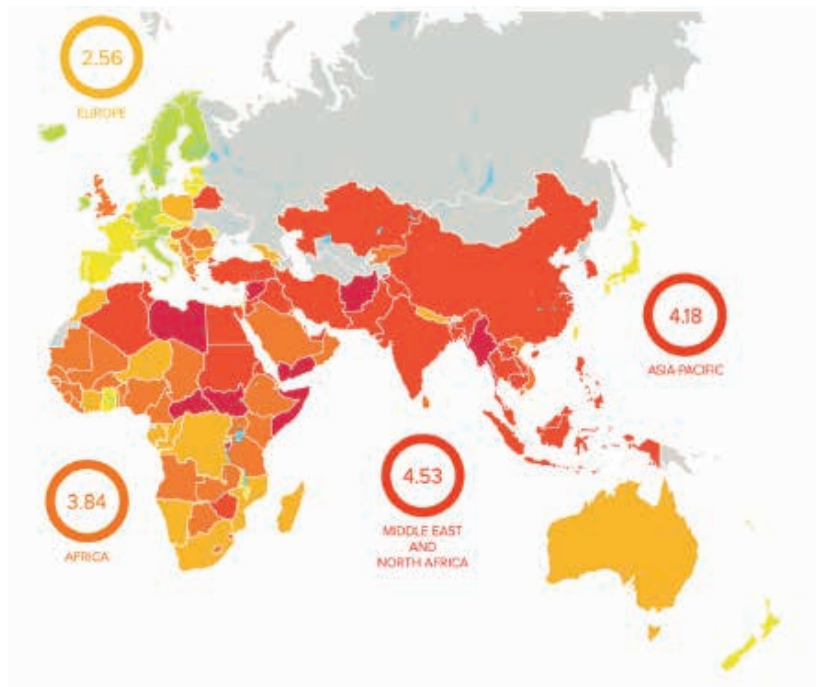 2.56
EUROPE
4.18
ASIA-PACIFIC
4.53
MIDDLE EAST
AND
NORTH AFRICA
3.84
AFRICA